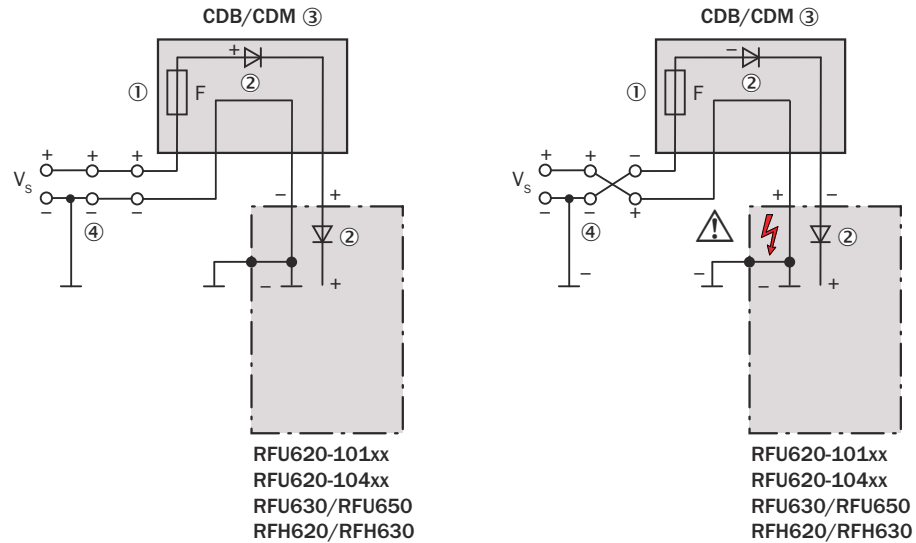 CDB/CDM ③
+
②
①
F
+ + +
Vs
− − −
④
− +
②
− +
RFU620-101xx
RFU620-104xx
RFU630/RFU650
RFH620/RFH630
CDB/CDM ③
−
②
①
F
+ + −
Vs
− − +
④
−
+ −
②
−
− +
RFU620-101xx
RFU620-104xx
RFU630/RFU650
RFH620/RFH630